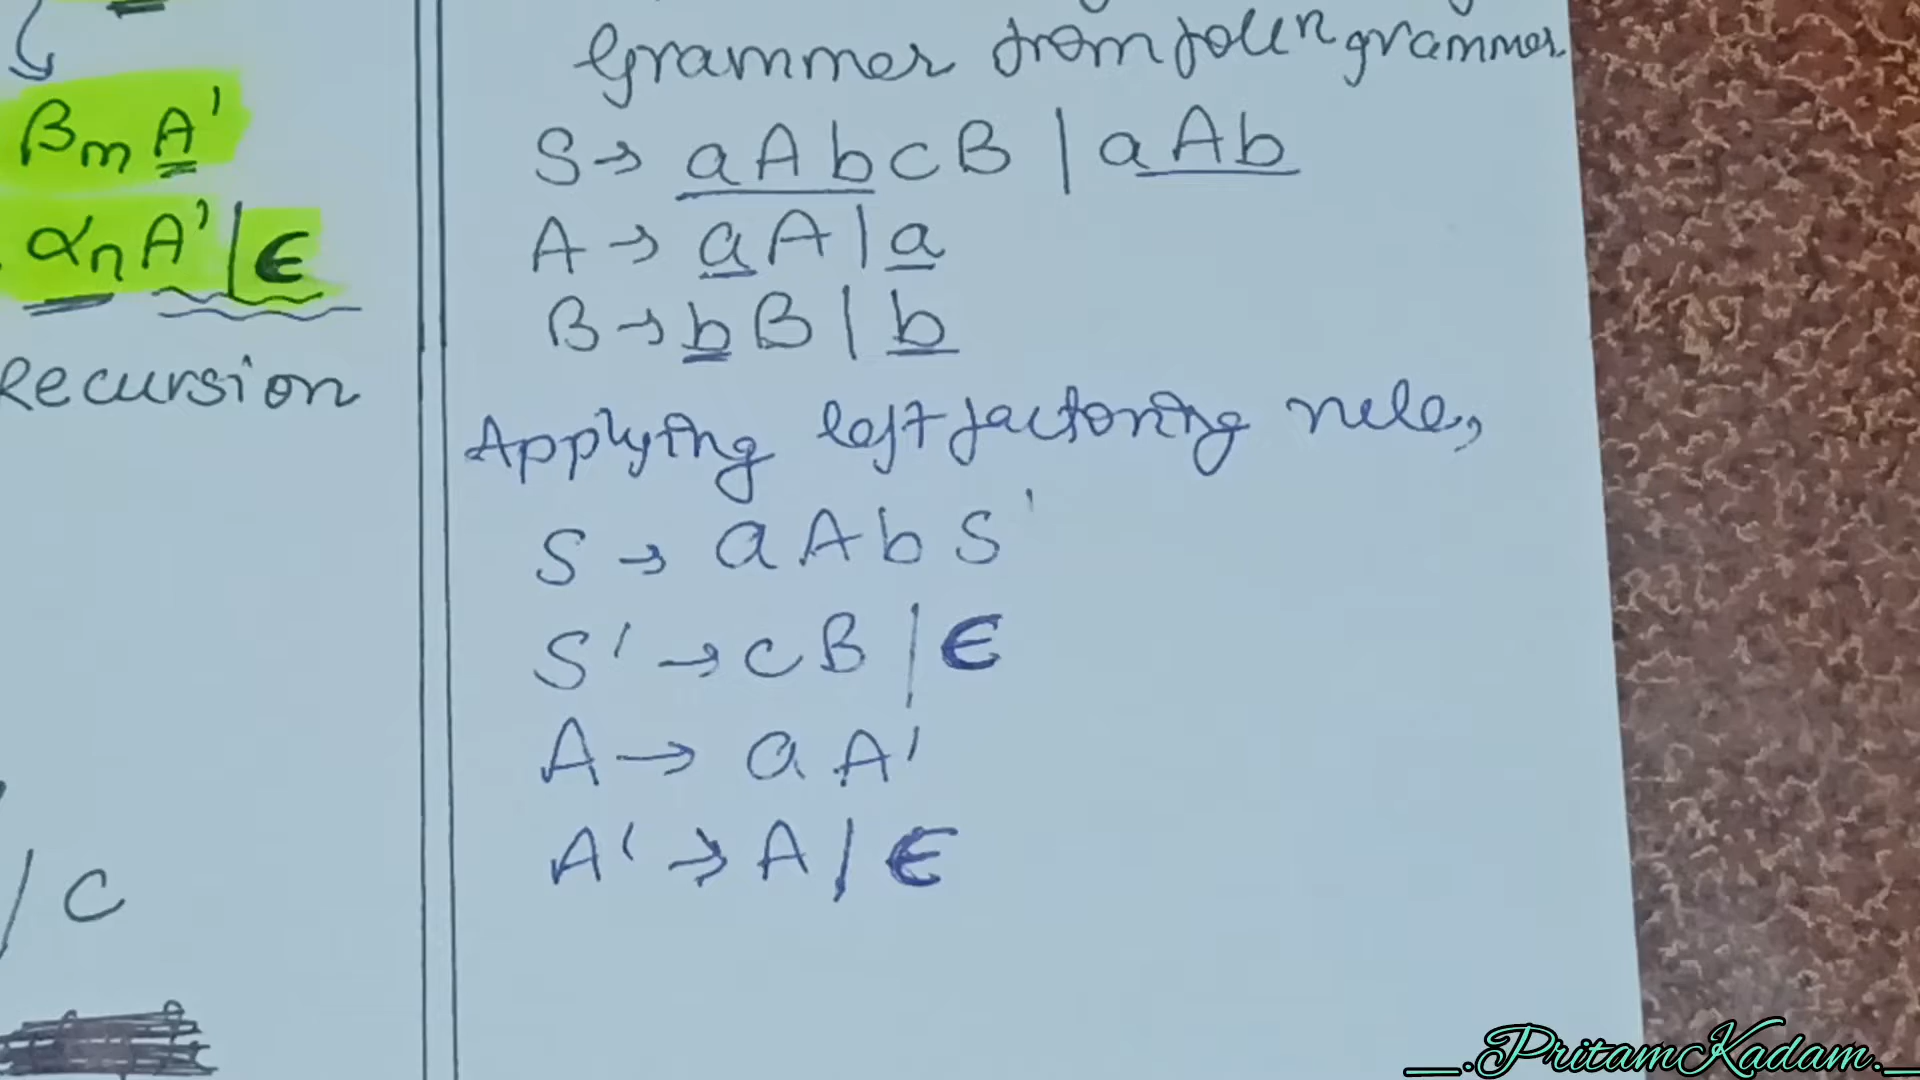 βm A'
αn A' | ϵ
Recursion
/ c
Grammer from follⁿ grammer.
S → aAbcB | aAb
A → aA | a
B → bB | b
Applying left factoring rule,
S → aAbS'
S' → cB | ϵ
A → aA'
A' → A | ϵ
__.PritamKadam.__